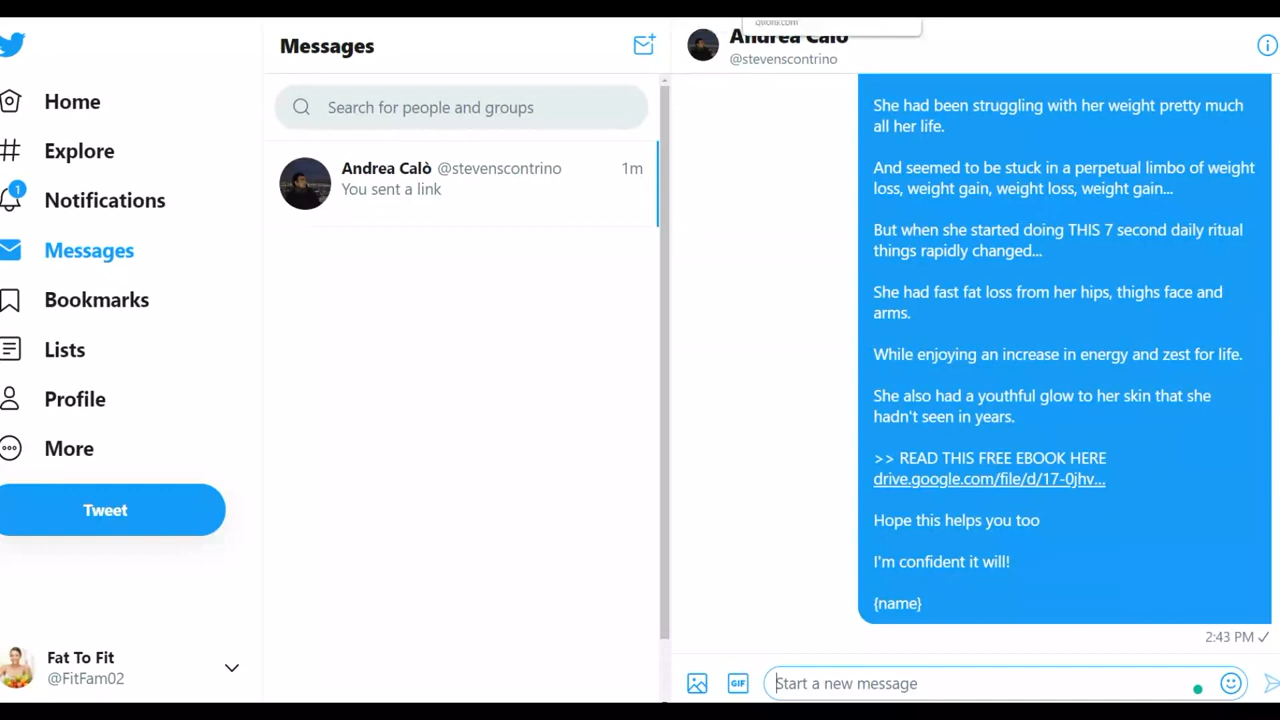 Home
Explore
1
Notifications
Messages
Bookmarks
Lists
Profile
More
Tweet
Fat To Fit
@FitFam02
Messages
Search for people and groups
Andrea Calò @stevenscontrino 1m
You sent a link
Andrea Calò
@stevenscontrino
She had been struggling with her weight pretty much
all her life.
And seemed to be stuck in a perpetual limbo of weight
loss, weight gain, weight loss, weight gain...
But when she started doing THIS 7 second daily ritual
things rapidly changed...
She had fast fat loss from her hips, thighs face and
arms.
While enjoying an increase in energy and zest for life.
She also had a youthful glow to her skin that she
hadn't seen in years.
>> READ THIS FREE EBOOK HERE
drive.google.com/file/d/17-0jhv...
Hope this helps you too
I'm confident it will!
{name}
2:43 PM ✓
GIF
Start a new message